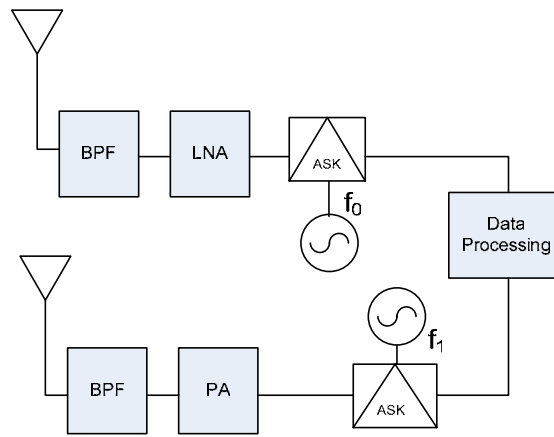 BPF
LNA
ASK
f0
Data
Processing
BPF
PA
f1
ASK